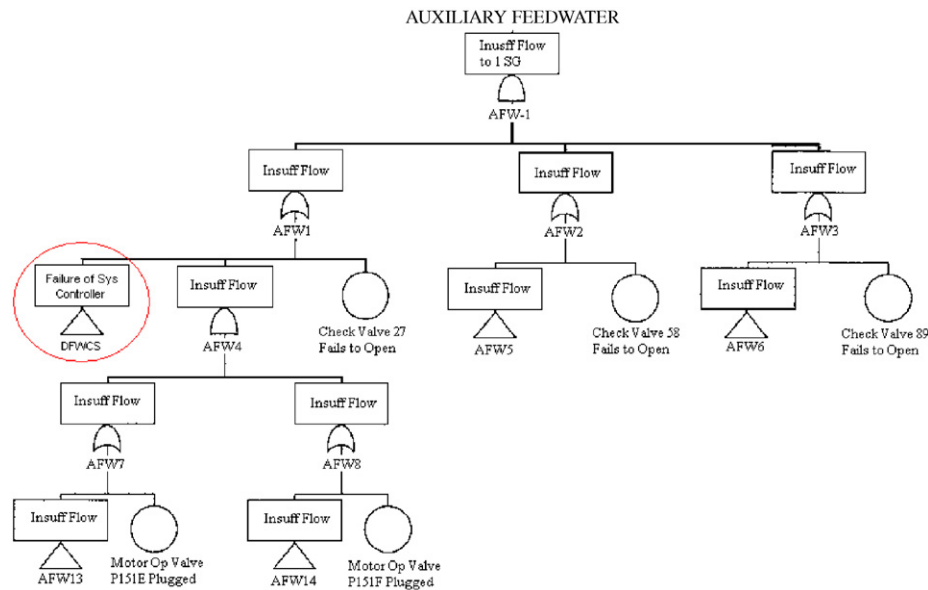 AUXILIARY FEEDWATER
Inusff Flow
to 1 SG
AFW-1
Insuff Flow
AFW1
Insuff Flow
AFW2
Insuff Flow
AFW3
Failure of Sys
Controller
DFWCS
Insuff Flow
AFW4
Check Valve 27
Fails to Open
Insuff Flow
AFW5
Check Valve 58
Fails to Open
Insuff Flow
AFW6
Check Valve 89
Fails to Open
Insuff Flow
AFW7
Insuff Flow
AFW8
Insuff Flow
AFW13
Motor Op Valve
P151E Plugged
Insuff Flow
AFW14
Motor Op Valve
P151F Plugged